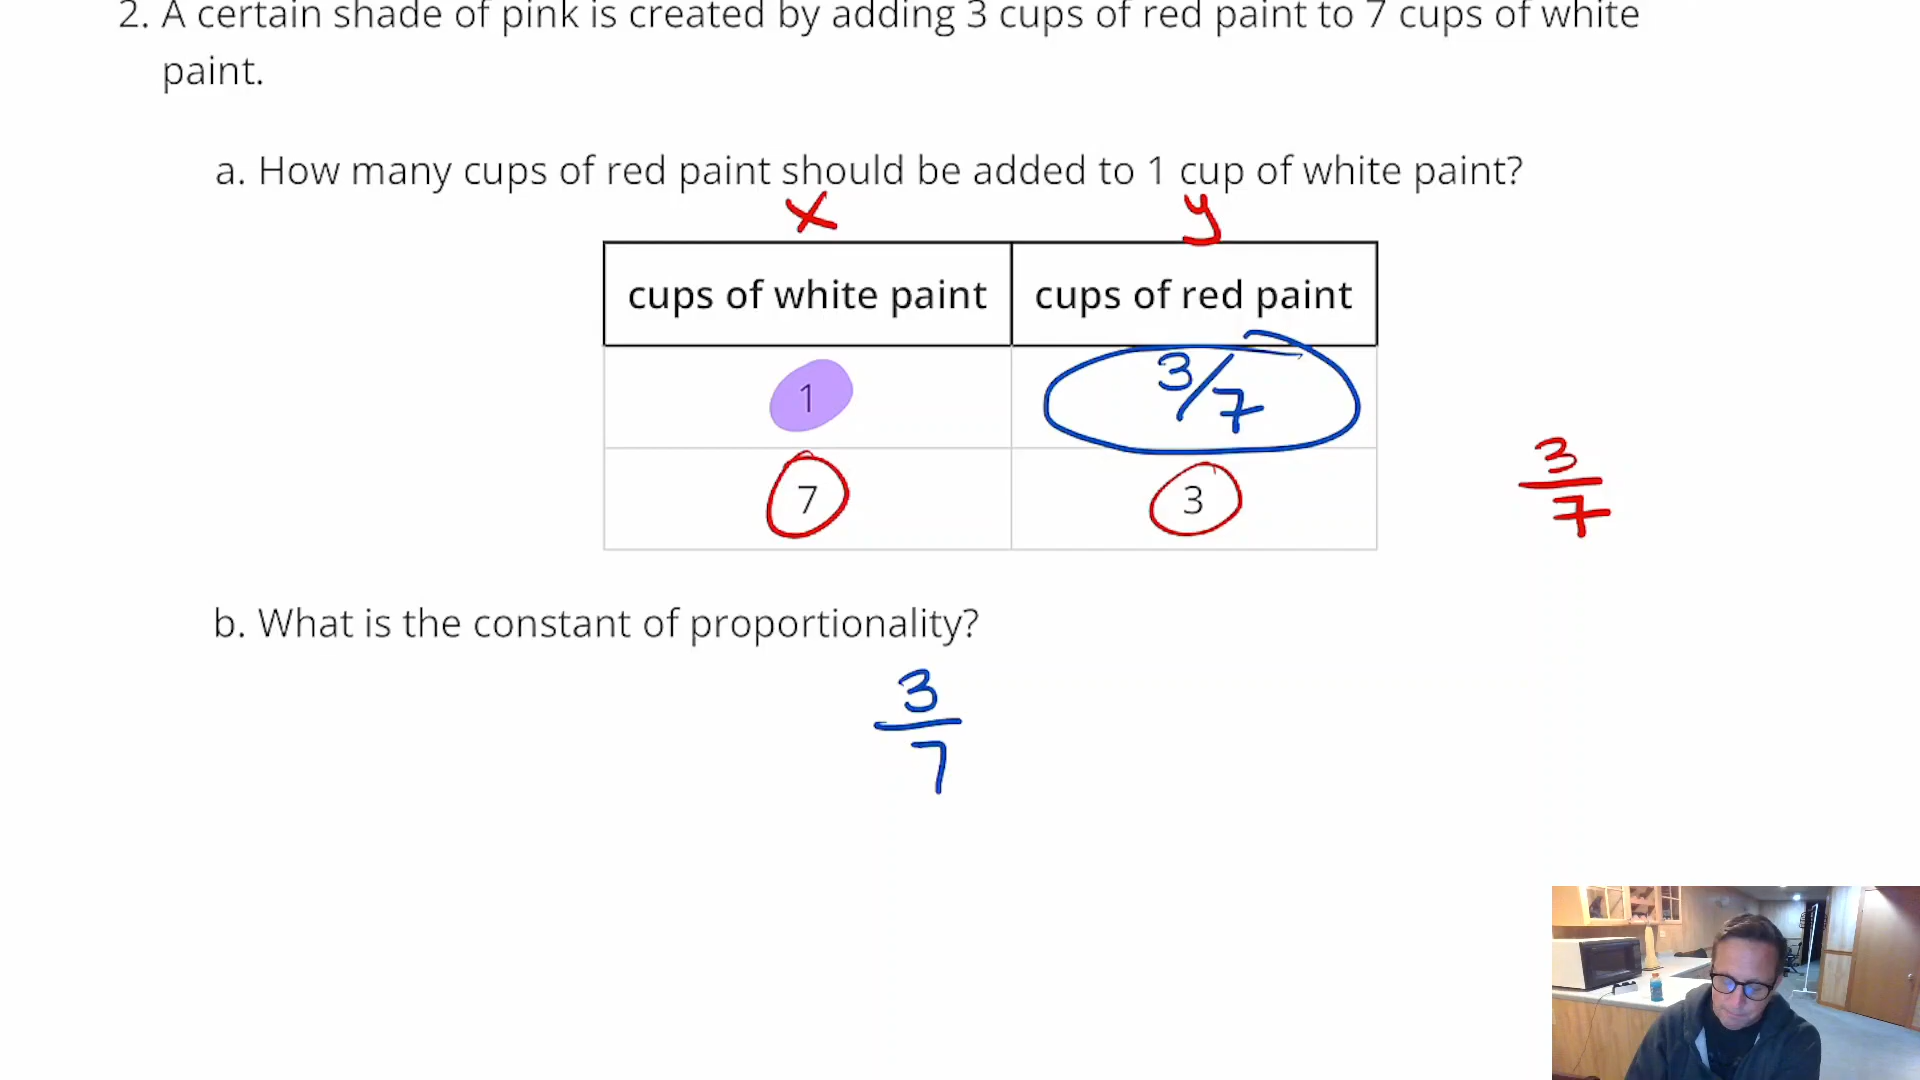 2. A certain shade of pink is created by adding 3 cups of red paint to 7 cups of white
paint.
a. How many cups of red paint should be added to 1 cup of white paint?
x y
cups of white paint cups of red paint
1 3/7
7 3
3
7
b. What is the constant of proportionality?
3
7